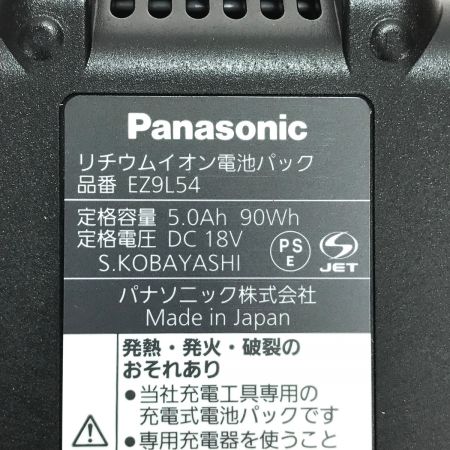 Panasonic
リチウムイオン電池パック
品番 EZ9L54
定格容量 5.0Ah 90Wh
定格電圧 DC 18V
S.KOBAYASHI
PS
E
JET
パナソニック株式会社
Made in Japan
発熱・発火・破裂の
おそれあり
●当社充電工具専用の
充電式電池パックです
●専用充電器を使うこと